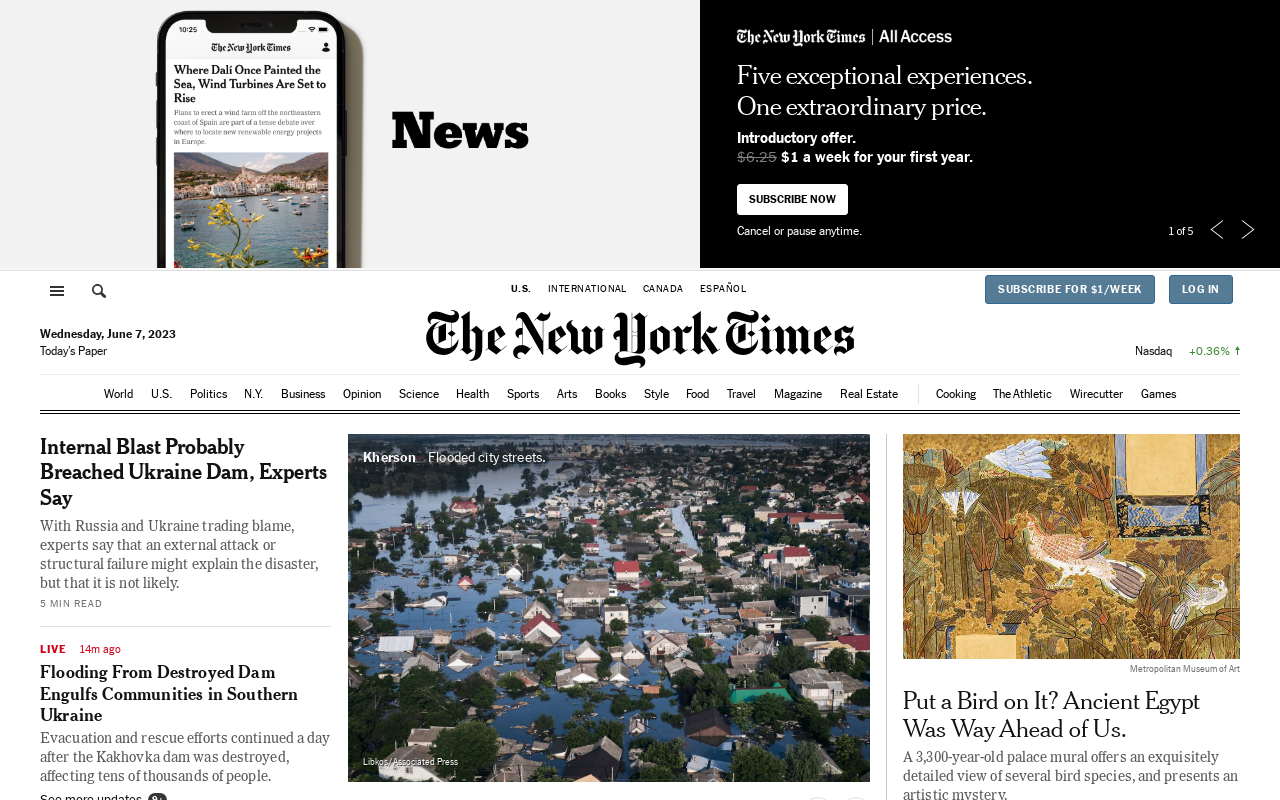 10:25
The New York Times
Where Dalí Once Painted the
Sea, Wind Turbines Are Set to
Rise
Plans to erect a wind farm off the northeastern
coast of Spain are part of a tense debate over
where to locate new renewable energy projects
in Europe.
News
The New York Times | All Access
Five exceptional experiences.
One extraordinary price.
Introductory offer.
$6.25 $1 a week for your first year.
SUBSCRIBE NOW
Cancel or pause anytime.
1 of 5
U.S. INTERNATIONAL CANADA ESPAÑOL
SUBSCRIBE FOR $1/WEEK
LOG IN
Wednesday, June 7, 2023
Today's Paper
The New York Times
Nasdaq +0.36%
World U.S. Politics N.Y. Business Opinion Science Health Sports Arts Books Style Food Travel Magazine Real Estate Cooking The Athletic Wirecutter Games
Internal Blast Probably
Breached Ukraine Dam, Experts
Say
With Russia and Ukraine trading blame,
experts say that an external attack or
structural failure might explain the disaster,
but that it is not likely.
5 MIN READ
LIVE 14m ago
Flooding From Destroyed Dam
Engulfs Communities in Southern
Ukraine
Evacuation and rescue efforts continued a day
after the Kakhovka dam was destroyed,
affecting tens of thousands of people.
See more updates 9+
Kherson Flooded city streets.
Libkos/Associated Press
Metropolitan Museum of Art
Put a Bird on It? Ancient Egypt
Was Way Ahead of Us.
A 3,300-year-old palace mural offers an exquisitely
detailed view of several bird species, and presents an
artistic mystery.